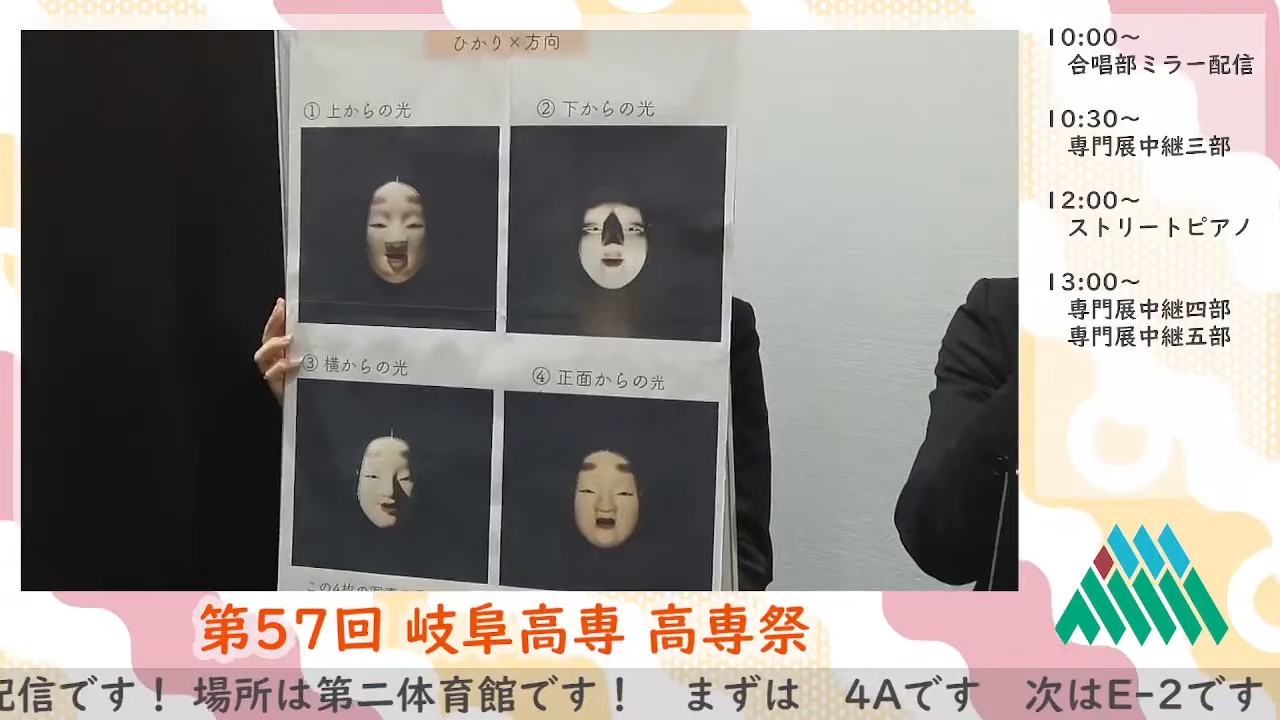 ひかり×方向
① 上からの光
② 下からの光
③ 横からの光
④ 正面からの光
10:00〜
合唱部ミラー配信
10:30〜
専門展中継三部
12:00〜
ストリートピアノ
13:00〜
専門展中継四部
専門展中継五部
第57回 岐阜高専 高専祭
配信です！ 場所は第二体育館です！ まずは 4Aです 次はE-2です